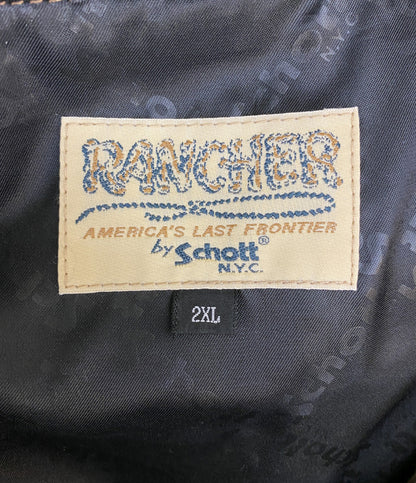 RANCHER
AMERICA'S LAST FRONTIER
by Schott®
N.Y.C.
2XL